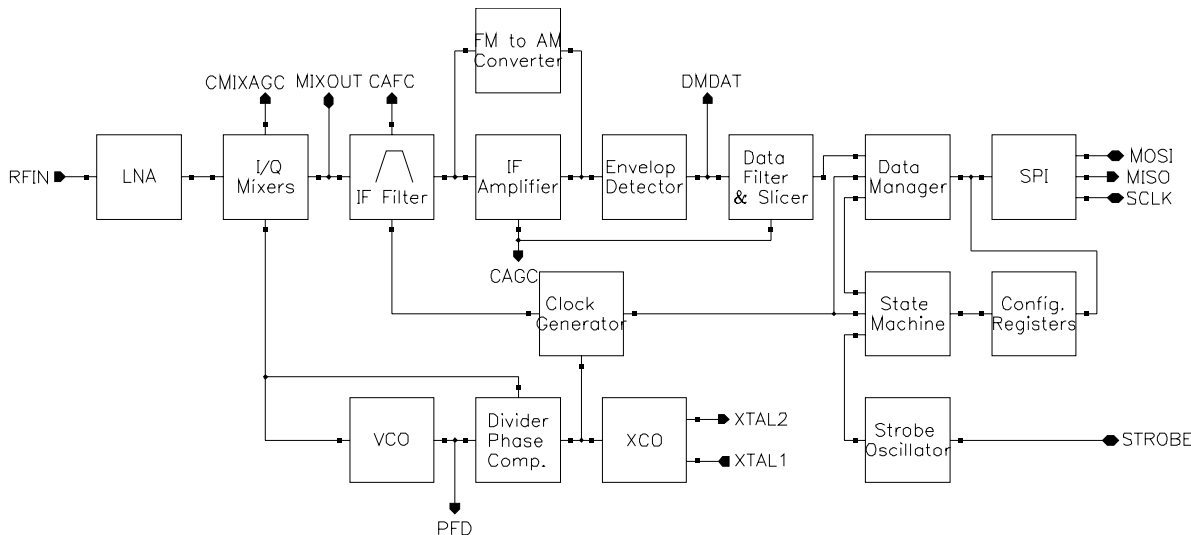 FM to AM
Converter
CMIXAGC
MIXOUT
CAFC
DMDAT
RFIN
LNA
I/Q
Mixers
IF Filter
IF
Amplifier
Envelop
Detector
Data
Filter
& Slicer
Data
Manager
SPI
MOSI
MISO
SCLK
CAGC
Clock
Generator
State
Machine
Config.
Registers
VCO
Divider
Phase
Comp.
XCO
XTAL2
XTAL1
Strobe
Oscillator
STROBE
PFD